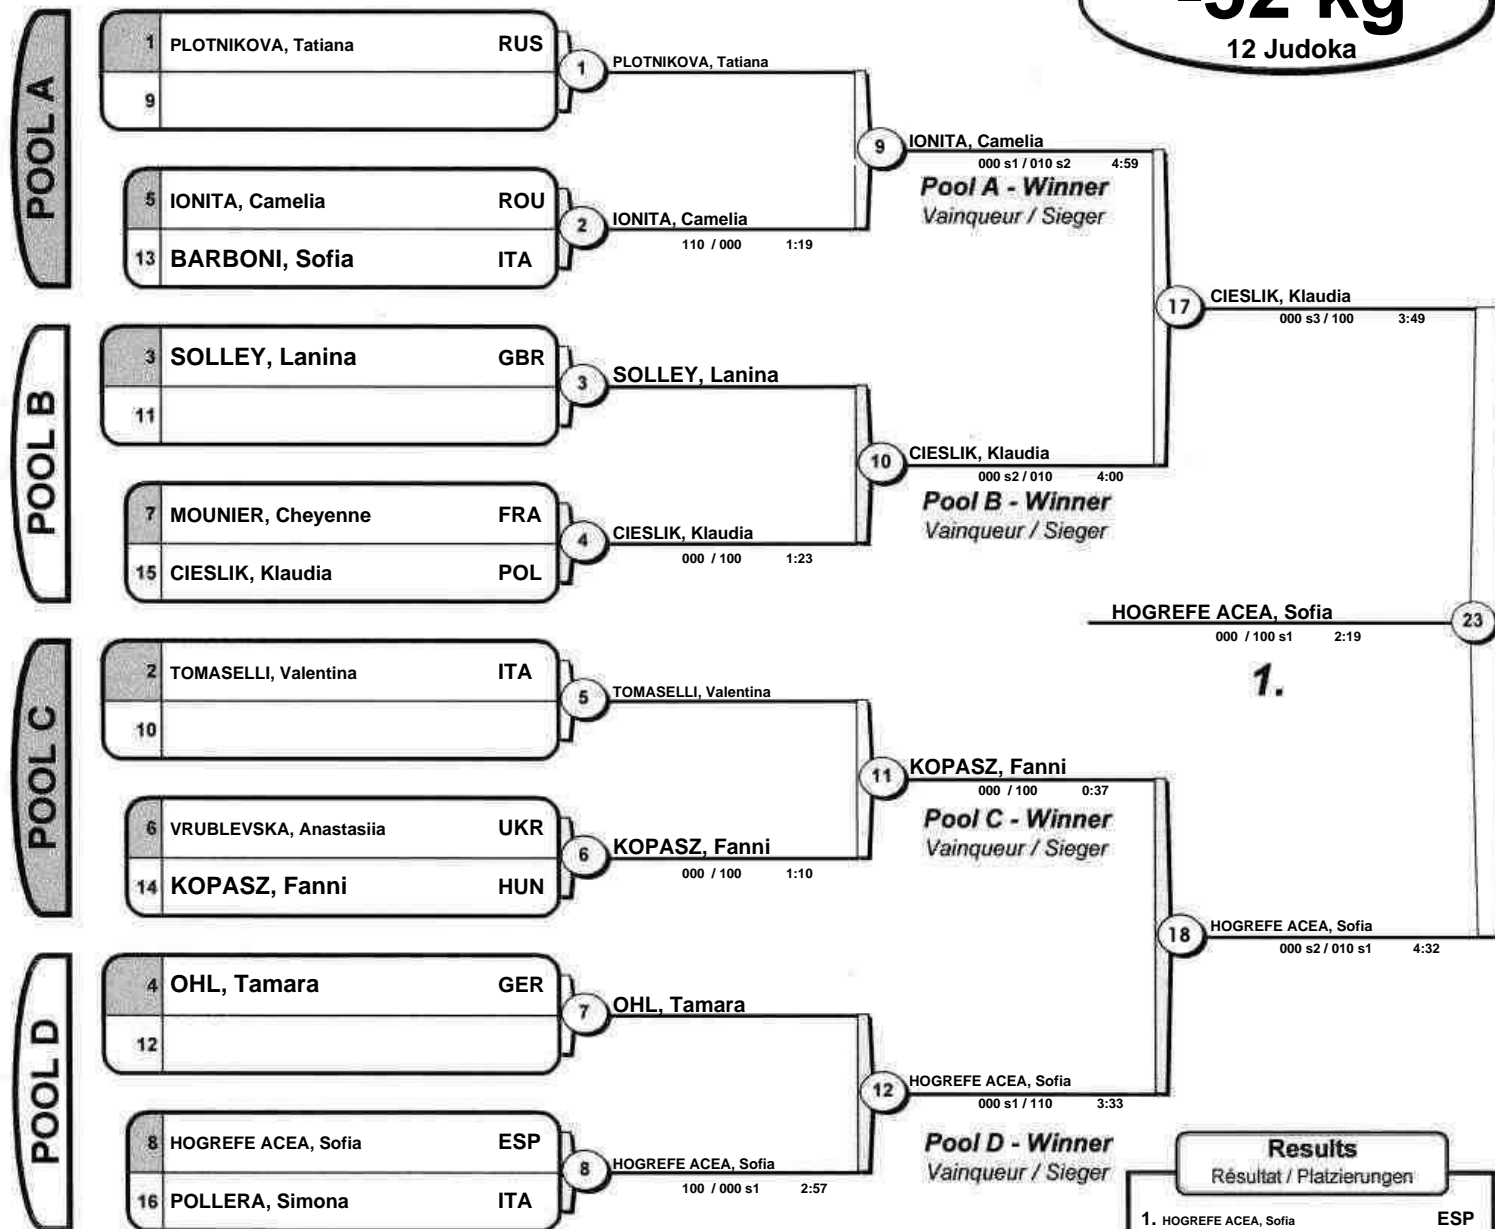 -52 kg
12 Judoka
POOL A
1 PLOTNIKOVA, Tatiana RUS
9
1 PLOTNIKOVA, Tatiana
5 IONITA, Camelia ROU
13 BARBONI, Sofia ITA
2 IONITA, Camelia
110 / 000 1:19
9 IONITA, Camelia
000 s1 / 010 s2 4:59
Pool A - Winner
Vainqueur / Sieger
POOL B
3 SOLLEY, Lanina GBR
11
3 SOLLEY, Lanina
7 MOUNIER, Cheyenne FRA
15 CIESLIK, Klaudia POL
4 CIESLIK, Klaudia
000 / 100 1:23
10 CIESLIK, Klaudia
000 s2 / 010 4:00
Pool B - Winner
Vainqueur / Sieger
17 CIESLIK, Klaudia
000 s3 / 100 3:49
HOGREFE ACEA, Sofia 23
000 / 100 s1 2:19
1.
POOL C
2 TOMASELLI, Valentina ITA
10
5 TOMASELLI, Valentina
6 VRUBLEVSKA, Anastasiia UKR
14 KOPASZ, Fanni HUN
6 KOPASZ, Fanni
000 / 100 1:10
11 KOPASZ, Fanni
000 / 100 0:37
Pool C - Winner
Vainqueur / Sieger
18 HOGREFE ACEA, Sofia
000 s2 / 010 s1 4:32
POOL D
4 OHL, Tamara GER
12
7 OHL, Tamara
8 HOGREFE ACEA, Sofia ESP
16 POLLERA, Simona ITA
8 HOGREFE ACEA, Sofia
100 / 000 s1 2:57
12 HOGREFE ACEA, Sofia
000 s1 / 110 3:33
Pool D - Winner
Vainqueur / Sieger
Results
Résultat / Platzierungen
1. HOGREFE ACEA, Sofia ESP